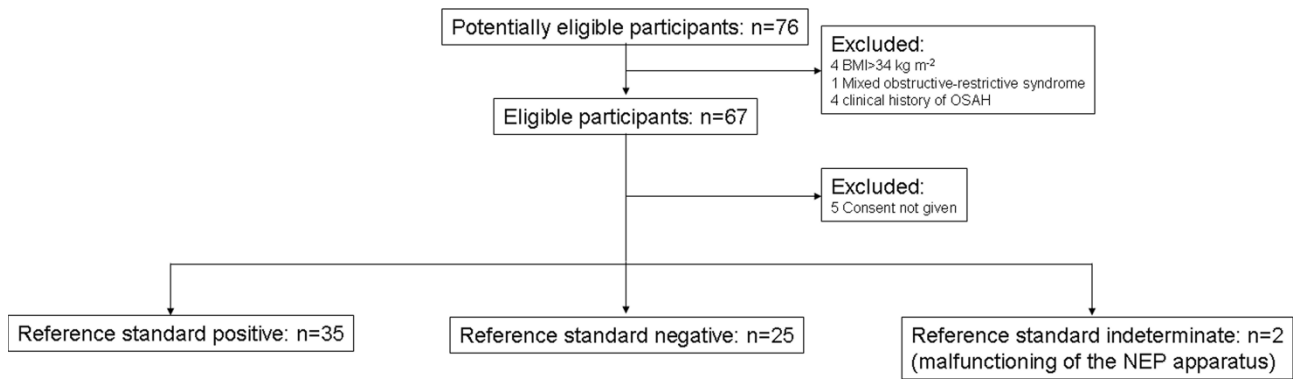 Potentially eligible participants: n=76
Excluded:
4 BMI>34 kg m⁻²
1 Mixed obstructive-restrictive syndrome
4 clinical history of OSAH
Eligible participants: n=67
Excluded:
5 Consent not given
Reference standard positive: n=35
Reference standard negative: n=25
Reference standard indeterminate: n=2
(malfunctioning of the NEP apparatus)